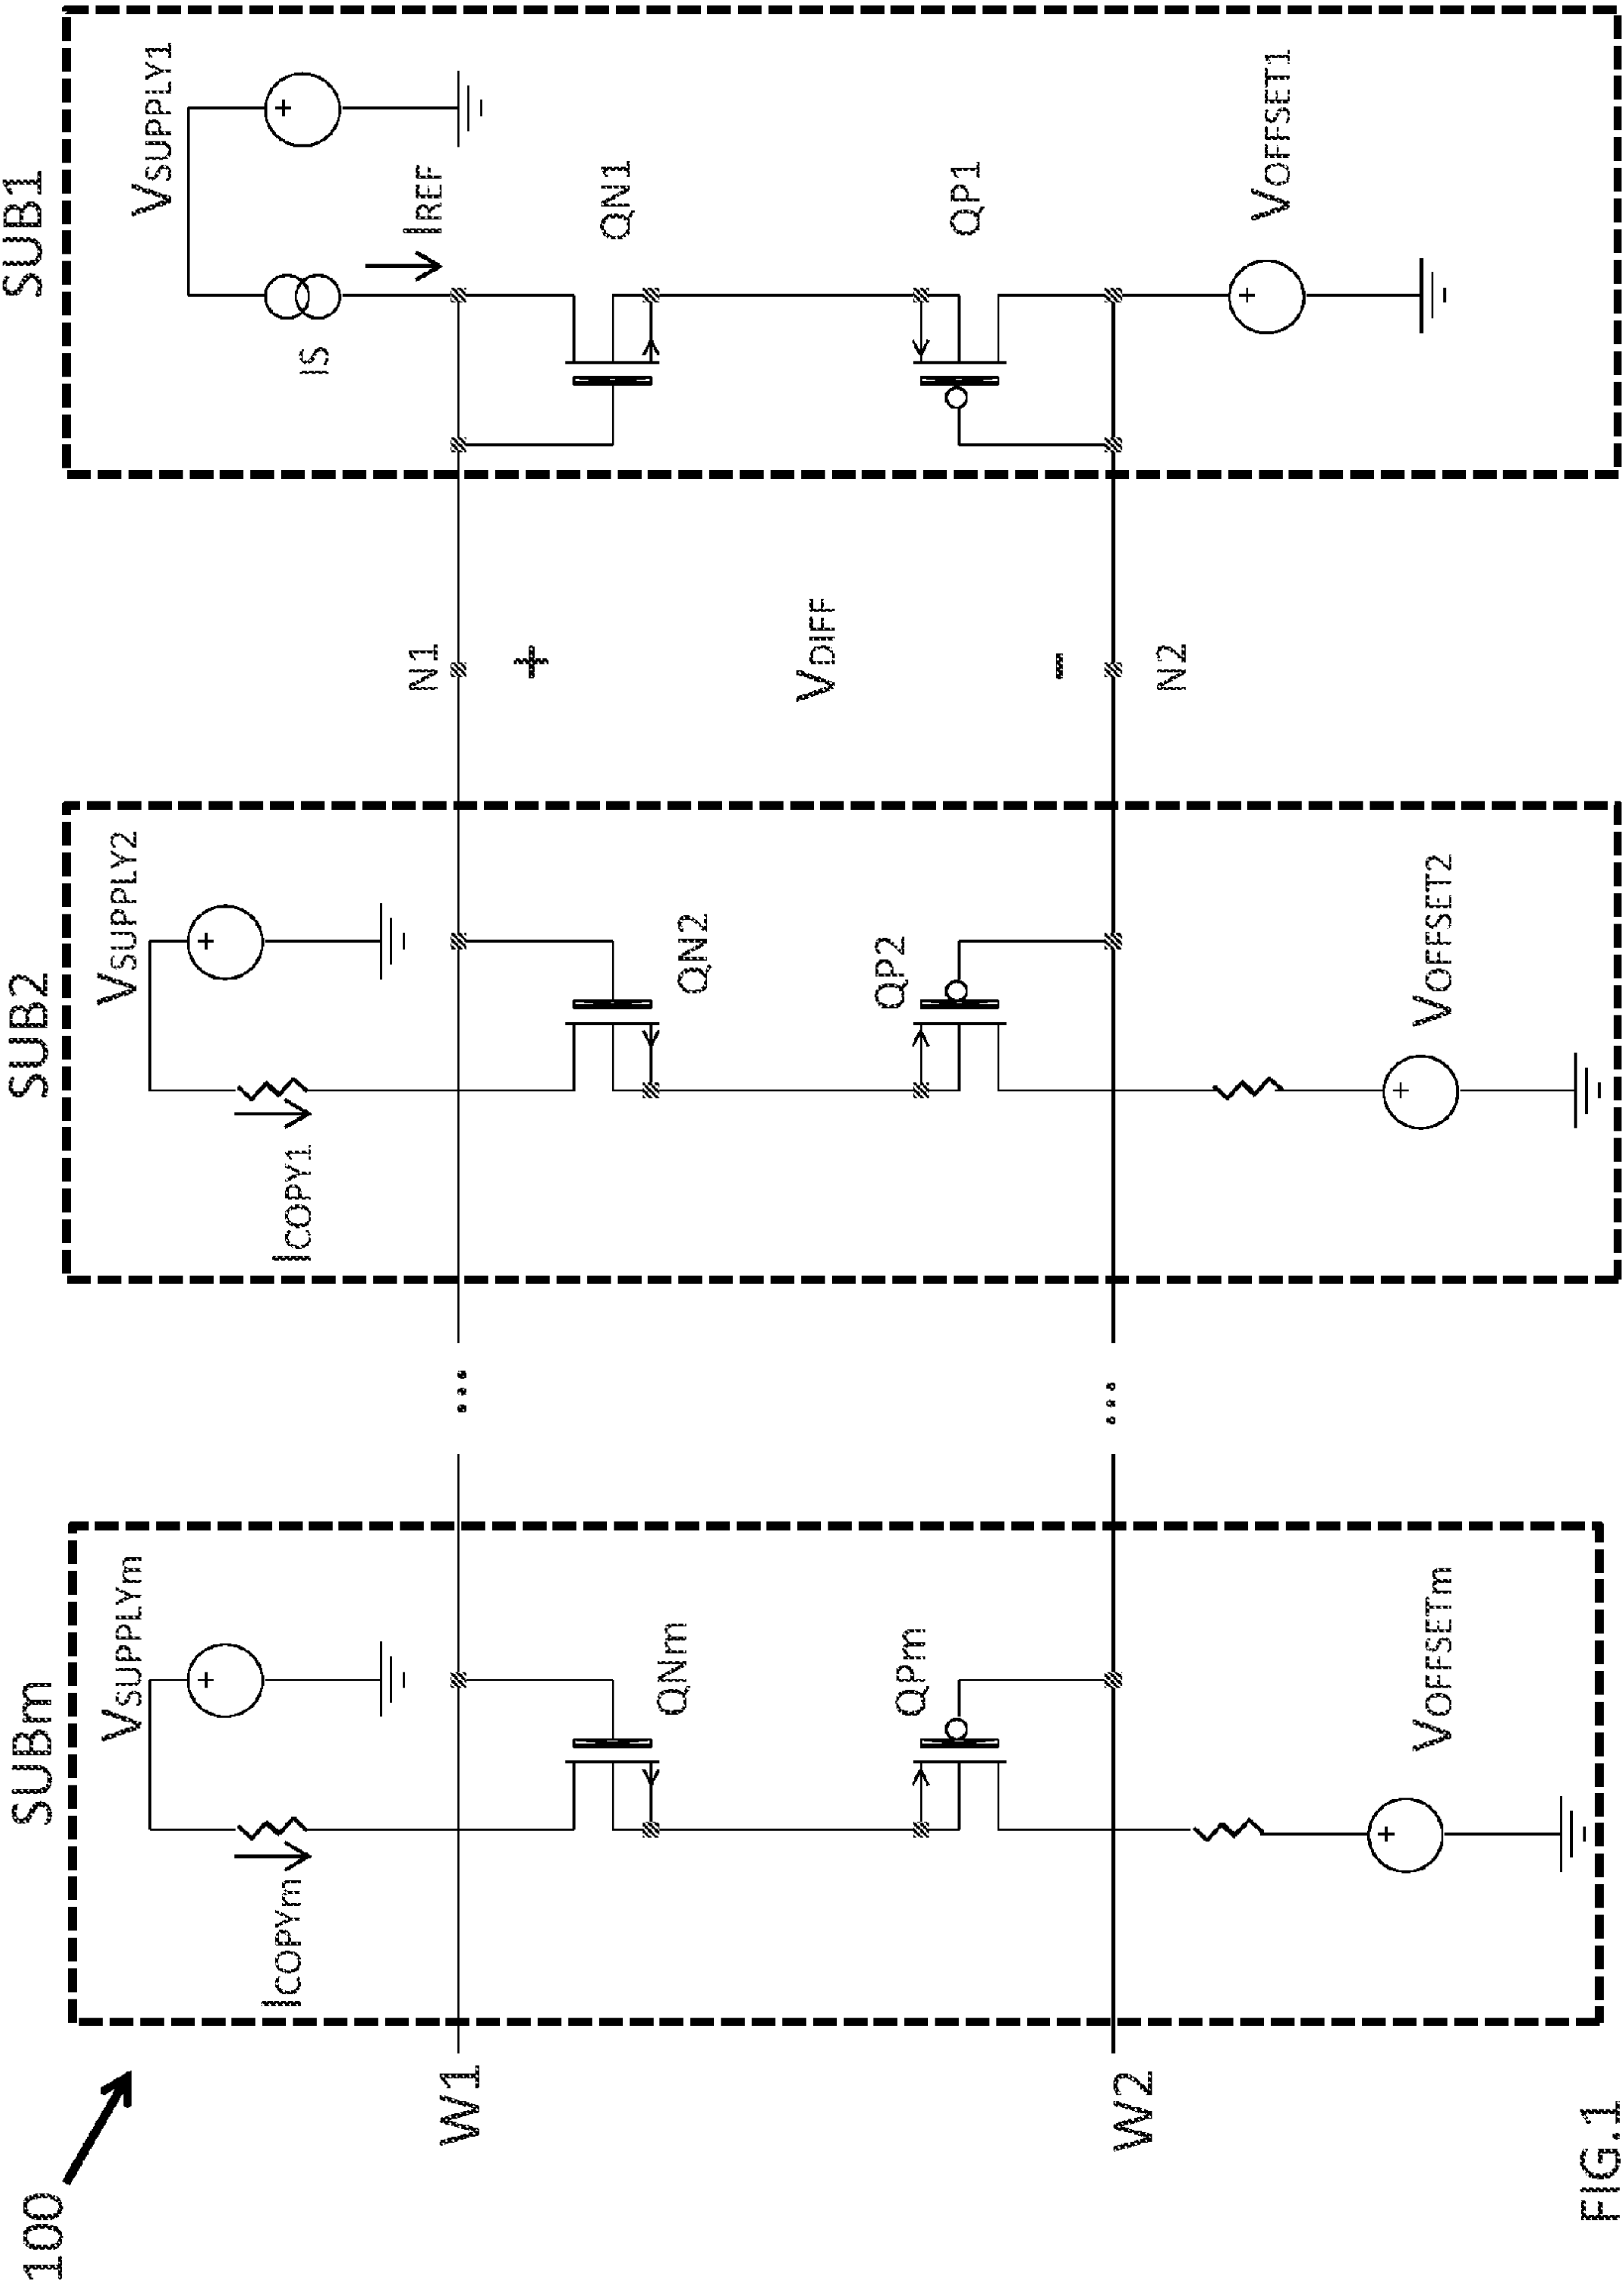 100
SUBm
SUB2
SUB1
VSUPPLYm
VSUPPLY2
VSUPPLY1
ICOPYm
ICOPY1
IS
IREF
W1
N1
+
QNm
QN2
QN1
VDIFF
QPm
QP2
QP1
-
W2
N2
VOFFSETm
VOFFSET2
VOFFSET1
FIG.1